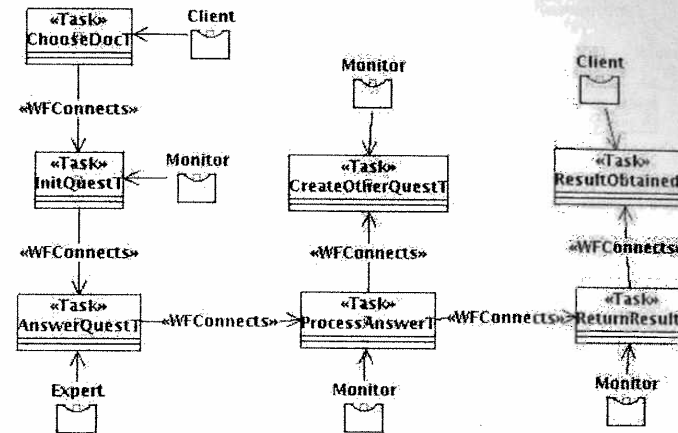 «Task»
ChooseDocT
Client
«WFConnects»
«Task»
InitQuestT
Monitor
«WFConnects»
«Task»
AnswerQuestT
Expert
«WFConnects»
Monitor
«Task»
CreateOtherQuestT
«WFConnects»
«Task»
ProcessAnswerT
Monitor
«WFConnects»
Client
«Task»
ResultObtained
«WFConnects»
«Task»
ReturnResult
Monitor